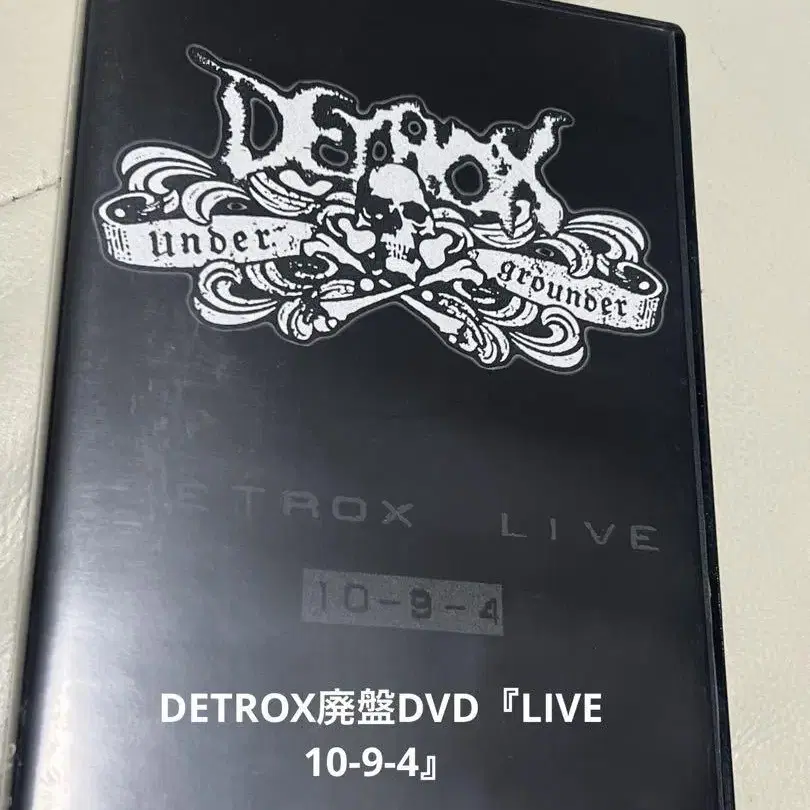 DETROX
under
grounder
DETROX LIVE
10-9-4
DETROX廃盤DVD『LIVE
10-9-4』